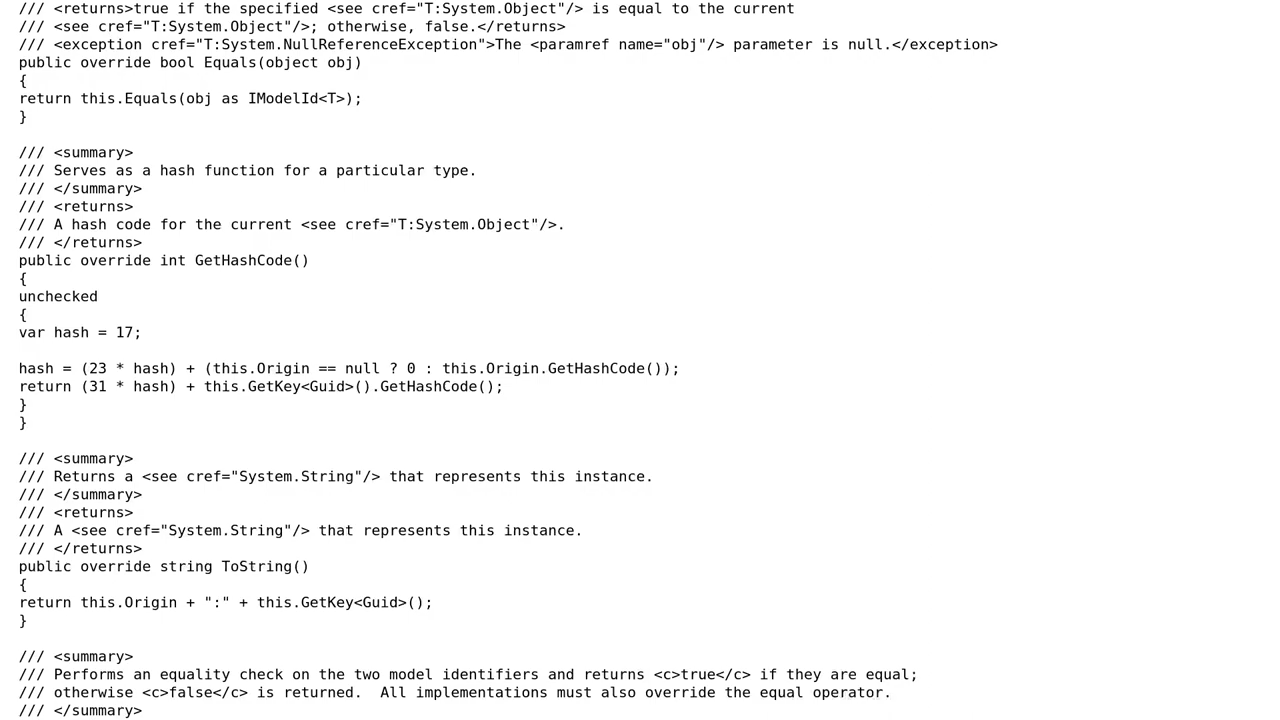 /// <returns>true if the specified <see cref="T:System.Object"/> is equal to the current
/// <see cref="T:System.Object"/>; otherwise, false.</returns>
/// <exception cref="T:System.NullReferenceException">The <paramref name="obj"/> parameter is null.</exception>
public override bool Equals(object obj)
{
return this.Equals(obj as IModelId<T>);
}

/// <summary>
/// Serves as a hash function for a particular type.
/// </summary>
/// <returns>
/// A hash code for the current <see cref="T:System.Object"/>.
/// </returns>
public override int GetHashCode()
{
unchecked
{
var hash = 17;

hash = (23 * hash) + (this.Origin == null ? 0 : this.Origin.GetHashCode());
return (31 * hash) + this.GetKey<Guid>().GetHashCode();
}
}

/// <summary>
/// Returns a <see cref="System.String"/> that represents this instance.
/// </summary>
/// <returns>
/// A <see cref="System.String"/> that represents this instance.
/// </returns>
public override string ToString()
{
return this.Origin + ":" + this.GetKey<Guid>();
}

/// <summary>
/// Performs an equality check on the two model identifiers and returns <c>true</c> if they are equal;
/// otherwise <c>false</c> is returned.  All implementations must also override the equal operator.
/// </summary>